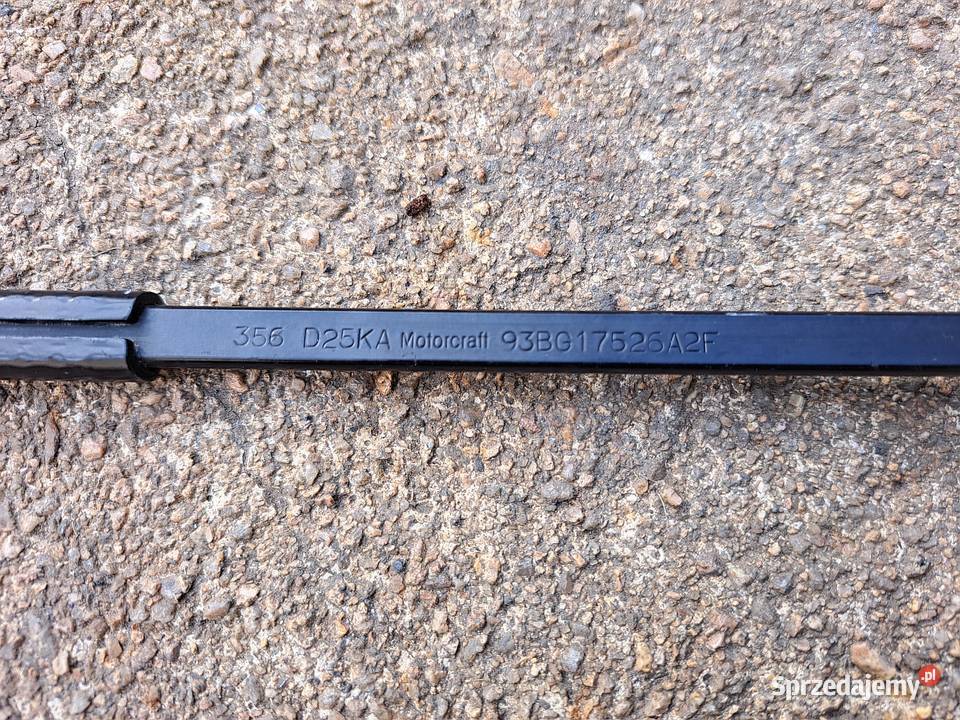 356 D25KA Motorcraft 93BG17526A2F
Sprzedajemy.pl